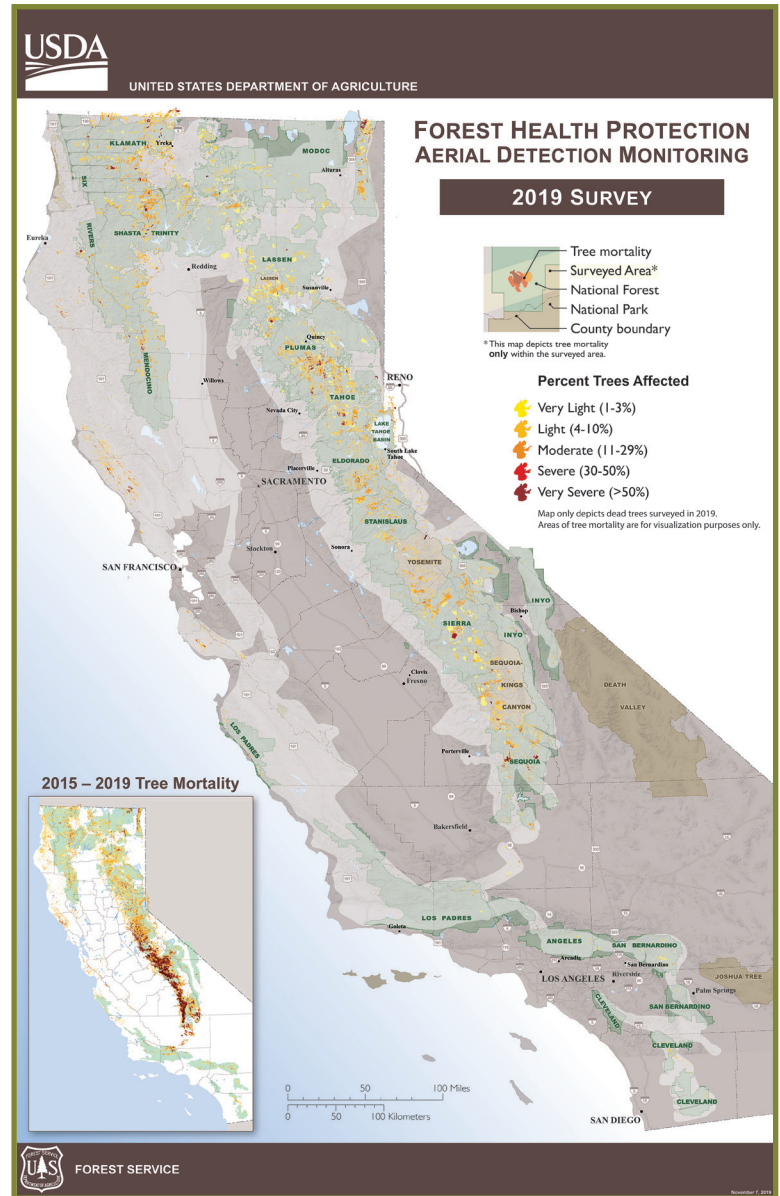 USDA
UNITED STATES DEPARTMENT OF AGRICULTURE
FOREST HEALTH PROTECTION
AERIAL DETECTION MONITORING
2019 SURVEY
Tree mortality
Surveyed Area*
National Forest
National Park
County boundary
* This map depicts tree mortality
only within the surveyed area.
Percent Trees Affected
Very Light (1-3%)
Light (4-10%)
Moderate (11-29%)
Severe (30-50%)
Very Severe (>50%)
Map only depicts dead trees surveyed in 2019.
Areas of tree mortality are for visualization purposes only.
KLAMATH
Yreka
MODOC
Alturas
SIX
RIVERS
SHASTA
TRINITY
Eureka
Redding
LASSEN
LASSEN
Susanville
MENDOCINO
Quincy
PLUMAS
Willows
RENO
TAHOE
Nevada City
LAKE
TAHOE
BASIN
South Lake
Tahoe
ELDORADO
Placerville
SACRAMENTO
STANISLAUS
Stockton
Sonora
SAN FRANCISCO
YOSEMITE
INYO
Bishop
SIERRA
INYO
SEQUOIA-
KINGS
CANYON
Clovis
Fresno
DEATH
VALLEY
LOS PADRES
Porterville
SEQUOIA
Bakersfield
LOS PADRES
Goleta
ANGELES
SAN BERNARDINO
Arcadia
San Bernardino
LOS ANGELES
Riverside
JOSHUA TREE
Palm Springs
CLEVELAND
SAN BERNARDINO
CLEVELAND
CLEVELAND
SAN DIEGO
2015 – 2019 Tree Mortality
0 50 100 Miles
0 50 100 Kilometers
FOREST SERVICE
U S
DEPARTMENT OF AGRICULTURE
FOREST SERVICE
November 7, 2019